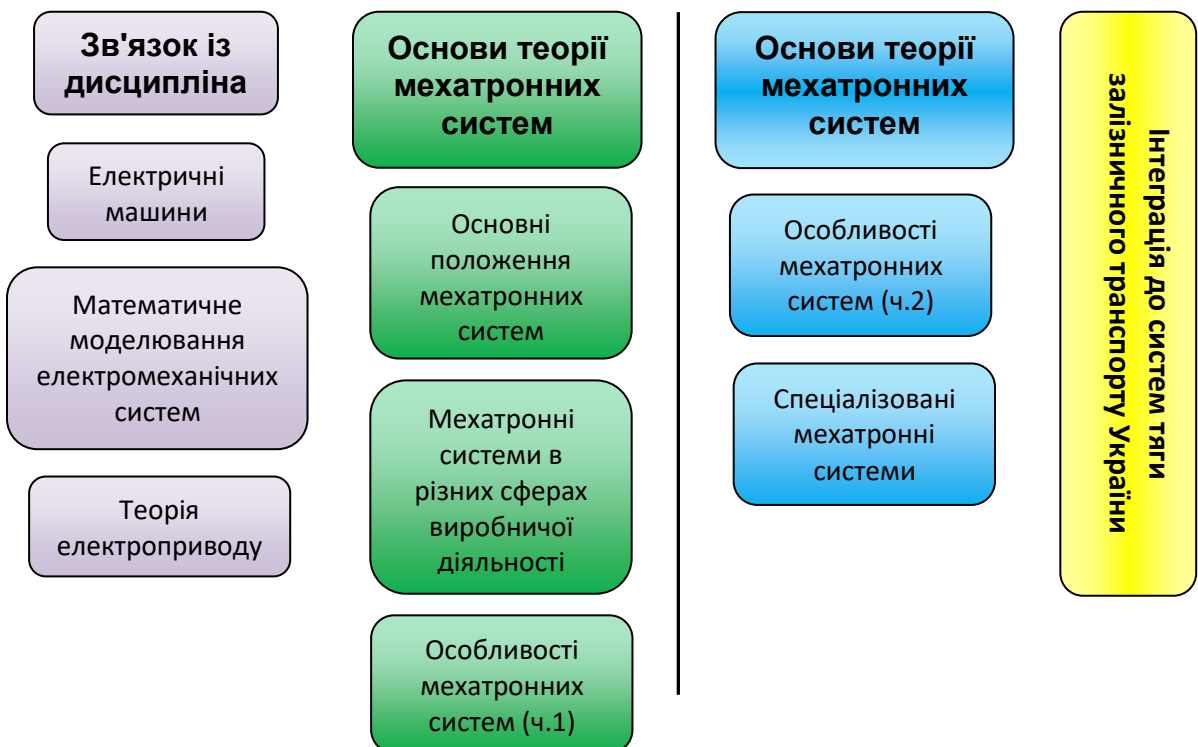 Зв'язок із
дисципліна
Електричні
машини
Математичне
моделювання
електромеханічних
систем
Теорія
електроприводу
Основи теорії
мехатронних
систем
Основні
положення
мехатронних
систем
Мехатронні
системи в
різних сферах
виробничої
діяльності
Особливості
мехатронних
систем (ч.1)
Основи теорії
мехатронних
систем
Особливості
мехатронних
систем (ч.2)
Спеціалізовані
мехатронні
системи
Інтеграція до систем тяги
залізничного транспорту України